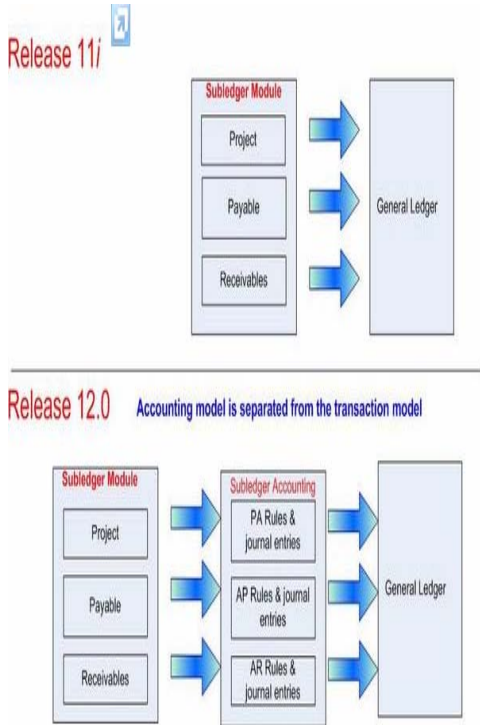 Release 11i
Subledger Module
Project
Payable
Receivables
General Ledger
Release 12.0
Accounting model is separated from the transaction model
Subledger Module
Project
Payable
Receivables
Subledger Accounting
PA Rules &
journal entries
AP Rules & journal
entries
AR Rules &
journal entries
General Ledger